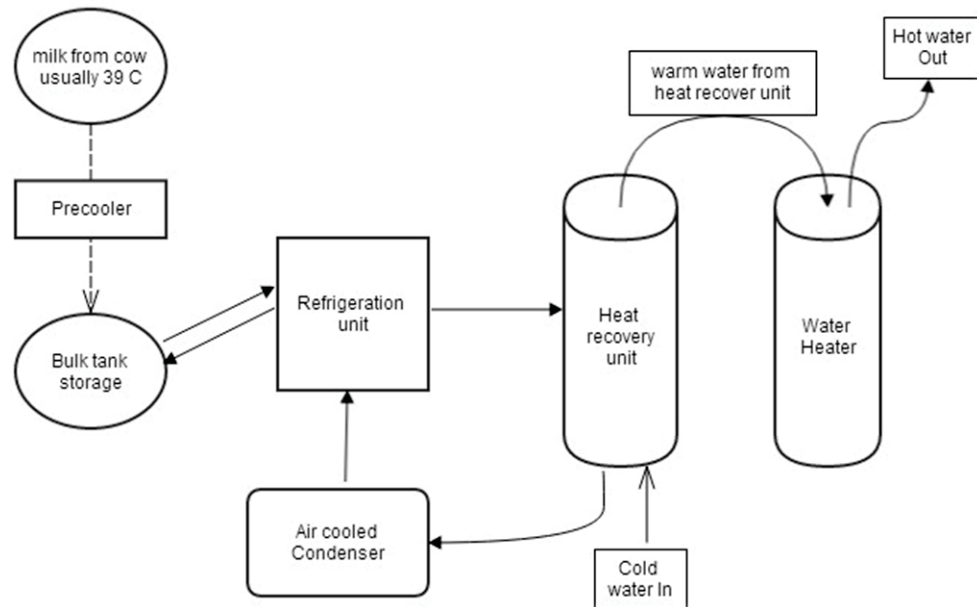 milk from cow
usually 39 C
Precooler
Bulk tank
storage
Refrigeration
unit
Air cooled
Condenser
Heat
recovery
unit
Cold
water In
warm water from
heat recover unit
Water
Heater
Hot water
Out